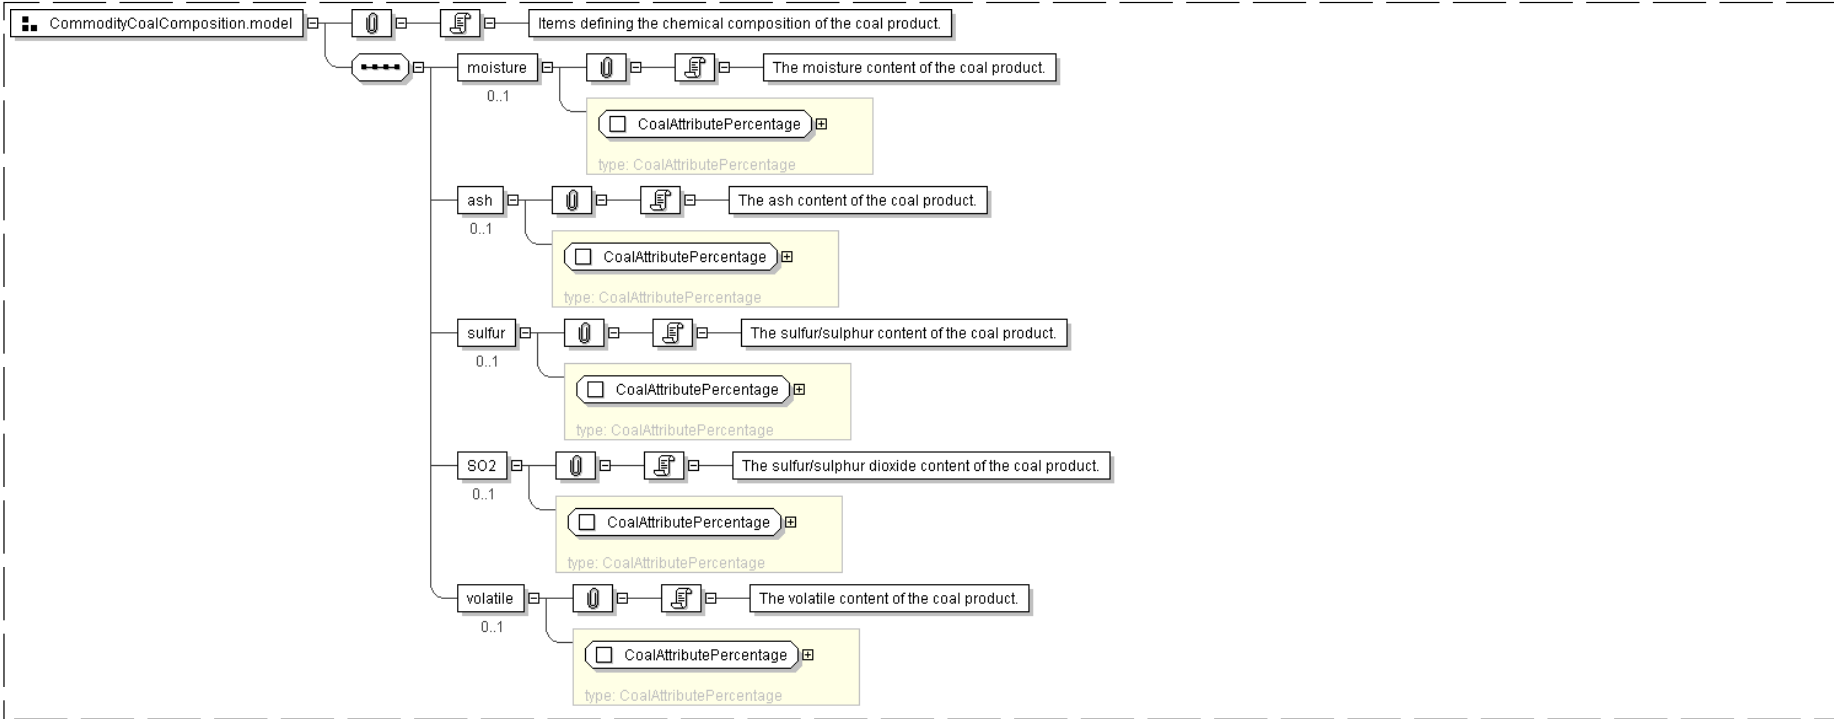 CommodityCoalComposition.model
Items defining the chemical composition of the coal product.
moisture
The moisture content of the coal product.
0..1
CoalAttributePercentage
type: CoalAttributePercentage
ash
The ash content of the coal product.
0..1
CoalAttributePercentage
type: CoalAttributePercentage
sulfur
The sulfur/sulphur content of the coal product.
0..1
CoalAttributePercentage
type: CoalAttributePercentage
SO2
The sulfur/sulphur dioxide content of the coal product.
0..1
CoalAttributePercentage
type: CoalAttributePercentage
volatile
The volatile content of the coal product.
0..1
CoalAttributePercentage
type: CoalAttributePercentage